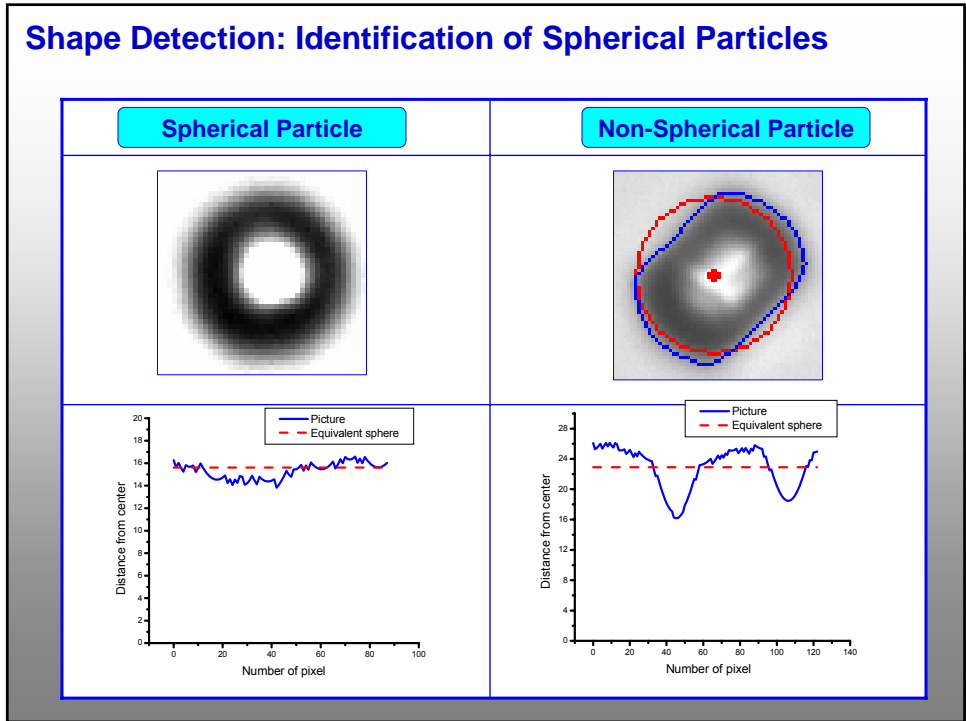 Shape Detection: Identification of Spherical Particles
Spherical Particle
Non-Spherical Particle
20
18
16
14
12
10
8
6
4
2
0
Distance from center
Picture
Equivalent sphere
0 20 40 60 80 100
Number of pixel
28
24
20
16
12
8
4
0
Distance from center
Picture
Equivalent sphere
0 20 40 60 80 100 120 140
Number of pixel